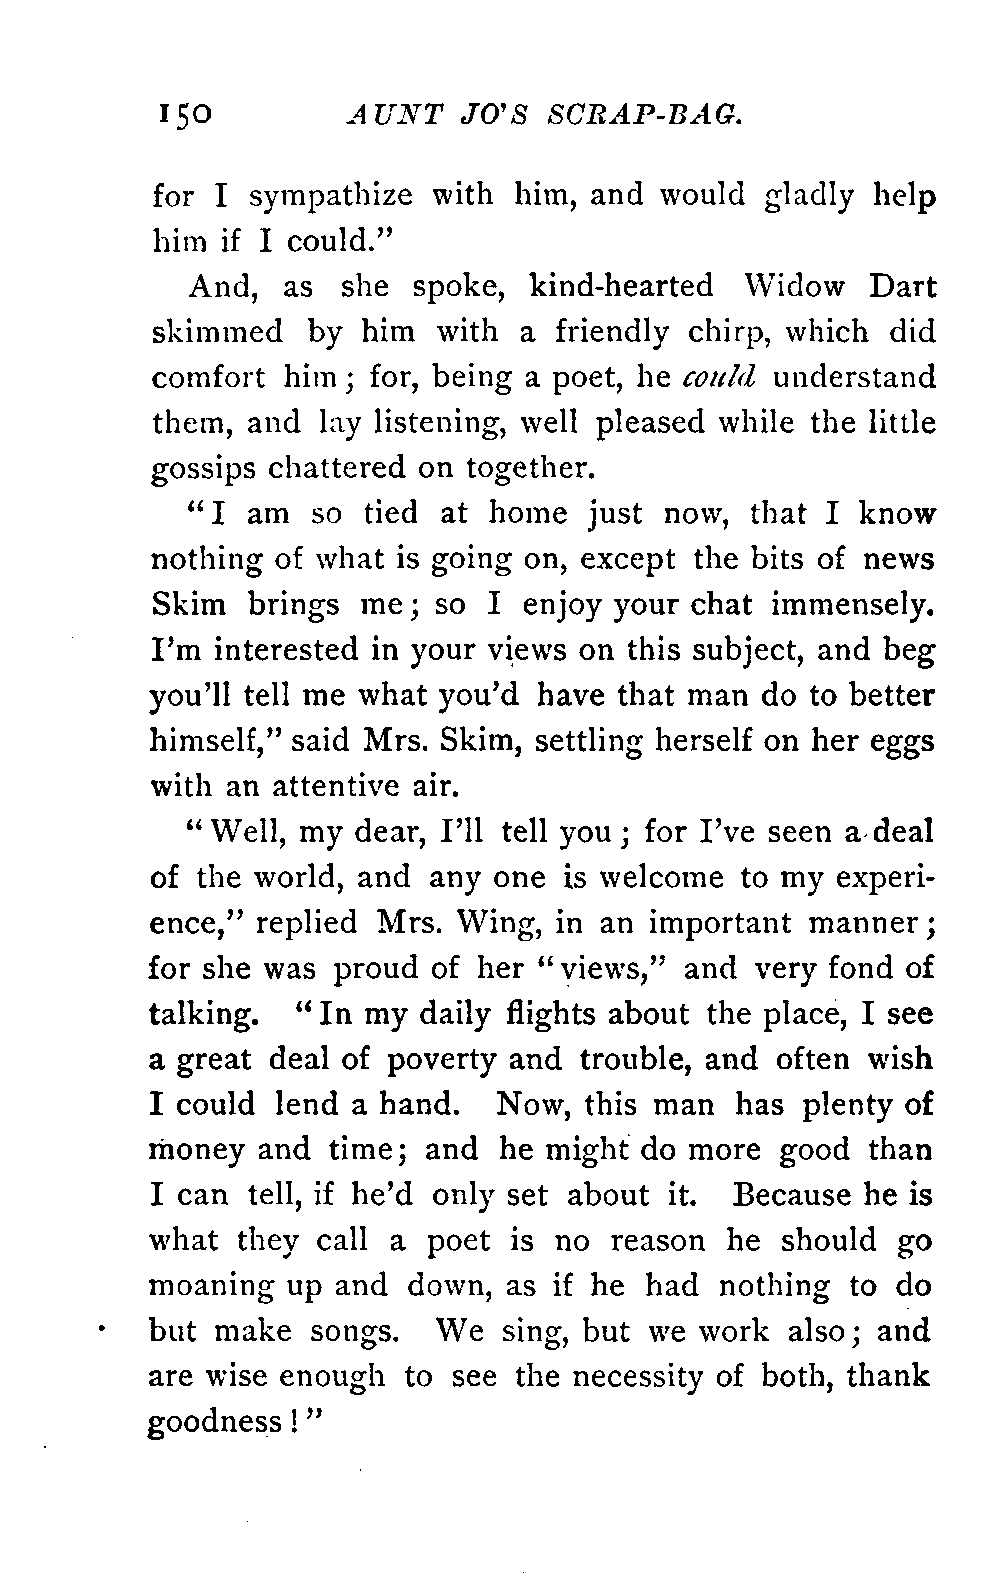 150 AUNT JO'S SCRAP-BAG.
for I sympathize with him, and would gladly help
him if I could."
And, as she spoke, kind-hearted Widow Dart
skimmed by him with a friendly chirp, which did
comfort him; for, being a poet, he could understand
them, and lay listening, well pleased while the little
gossips chattered on together.
"I am so tied at home just now, that I know
nothing of what is going on, except the bits of news
Skim brings me; so I enjoy your chat immensely.
I'm interested in your views on this subject, and beg
you'll tell me what you'd have that man do to better
himself," said Mrs. Skim, settling herself on her eggs
with an attentive air.
"Well, my dear, I'll tell you; for I've seen a deal
of the world, and any one is welcome to my experi-
ence," replied Mrs. Wing, in an important manner;
for she was proud of her "views," and very fond of
talking. "In my daily flights about the place, I see
a great deal of poverty and trouble, and often wish
I could lend a hand. Now, this man has plenty of
money and time; and he might do more good than
I can tell, if he'd only set about it. Because he is
what they call a poet is no reason he should go
moaning up and down, as if he had nothing to do
but make songs. We sing, but we work also; and
are wise enough to see the necessity of both, thank
goodness!"